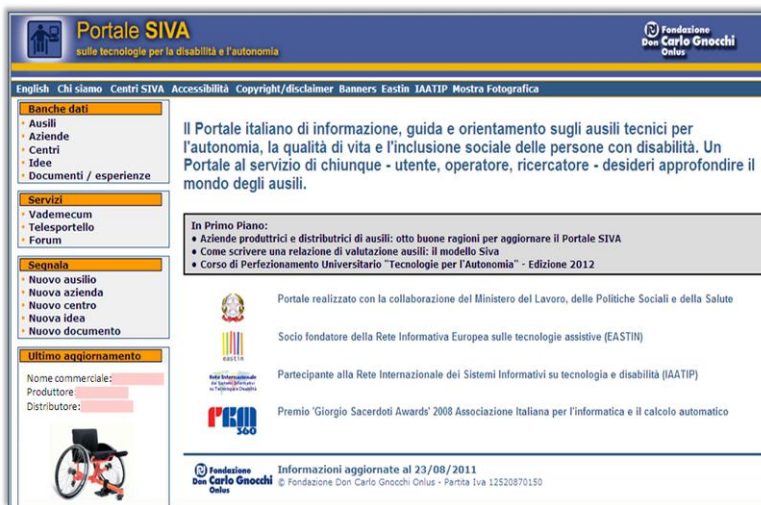 Portale SIVA
sulle tecnologie per la disabilità e l'autonomia
Fondazione
Don Carlo Gnocchi
Onlus
English Chi siamo Centri SIVA Accessibilità Copyright/disclaimer Banners Eastin IAATIP Mostra Fotografica
Banche dati
Ausili
Aziende
Centri
Idee
Documenti / esperienze
Servizi
Vademecum
Telesportello
Forum
Segnala
Nuovo ausilio
Nuova azienda
Nuovo centro
Nuova idea
Nuovo documento
Ultimo aggiornamento
Nome commerciale:
Produttore:
Distributore:
Il Portale italiano di informazione, guida e orientamento sugli ausili tecnici per
l'autonomia, la qualità di vita e l'inclusione sociale delle persone con disabilità. Un
Portale al servizio di chiunque - utente, operatore, ricercatore - desideri approfondire il
mondo degli ausili.
In Primo Piano:
• Aziende produttrici e distributrici di ausili: otto buone ragioni per aggiornare il Portale SIVA
• Come scrivere una relazione di valutazione ausili: il modello Siva
• Corso di Perfezionamento Universitario "Tecnologie per l'Autonomia" - Edizione 2012
Portale realizzato con la collaborazione del Ministero del Lavoro, delle Politiche Sociali e della Salute
eastin
Socio fondatore della Rete Informativa Europea sulle tecnologie assistive (EASTIN)
Rete Internazionale
dei Sistemi Informativi
su Tecnologia e Disabilità
Partecipante alla Rete Internazionale dei Sistemi Informativi su tecnologia e disabilità (IAATIP)
360
Premio 'Giorgio Sacerdoti Awards' 2008 Associazione Italiana per l'informatica e il calcolo automatico
Fondazione
Don Carlo Gnocchi
Onlus
Informazioni aggiornate al 23/08/2011
© Fondazione Don Carlo Gnocchi Onlus - Partita Iva 12520870150